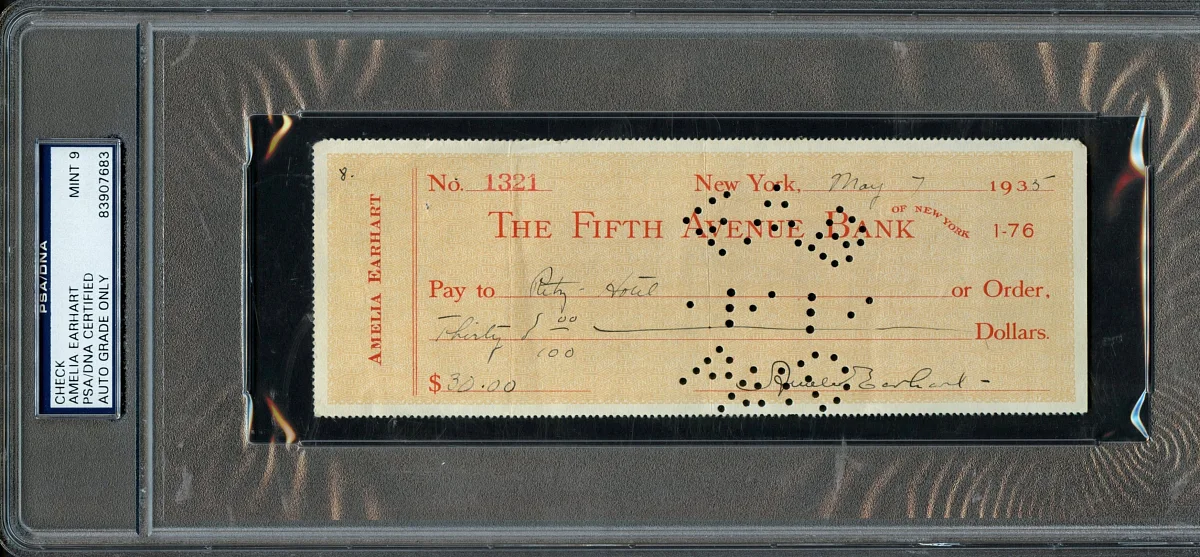 PSA/DNA
CHECK MINT 9
AMELIA EARHART
PSA/DNA CERTIFIED
AUTO GRADE ONLY 83907683
8.
AMELIA EARHART
No. 1321 New York, May 7 1935
THE FIFTH AVENUE BANK OF NEW YORK 1-76
Pay to Ritz - Hotel or Order,
Thirty & 00/100 Dollars.
$30.00 Amelia Earhart -